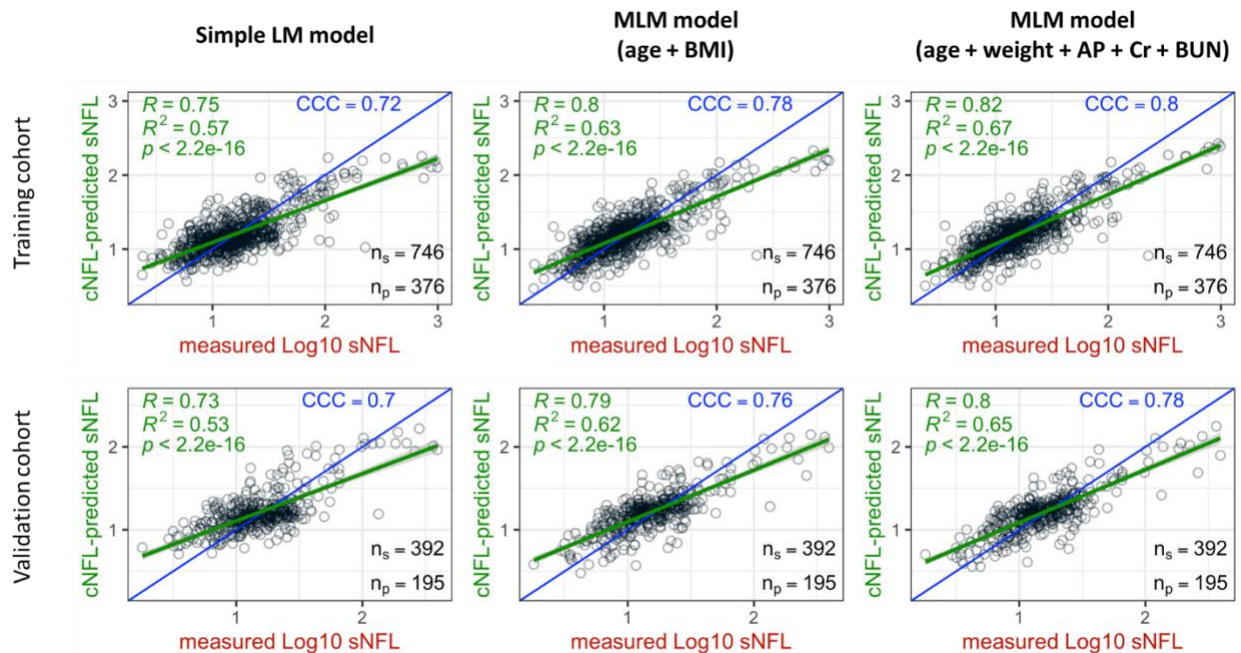 Simple LM model
MLM model
(age + BMI)
MLM model
(age + weight + AP + Cr + BUN)
Training cohort
cNFL-predicted sNFL
3
2
1
R = 0.75
R² = 0.57
p < 2.2e-16
CCC = 0.72
nₛ = 746
nₚ = 376
1 2 3
measured Log10 sNFL
cNFL-predicted sNFL
3
2
1
R = 0.8
R² = 0.63
p < 2.2e-16
CCC = 0.78
nₛ = 746
nₚ = 376
1 2 3
measured Log10 sNFL
cNFL-predicted sNFL
3
2
1
R = 0.82
R² = 0.67
p < 2.2e-16
CCC = 0.8
nₛ = 746
nₚ = 376
1 2 3
measured Log10 sNFL
Validation cohort
cNFL-predicted sNFL
2
1
R = 0.73
R² = 0.53
p < 2.2e-16
CCC = 0.7
nₛ = 392
nₚ = 195
1 2
measured Log10 sNFL
cNFL-predicted sNFL
2
1
R = 0.79
R² = 0.62
p < 2.2e-16
CCC = 0.76
nₛ = 392
nₚ = 195
1 2
measured Log10 sNFL
cNFL-predicted sNFL
2
1
R = 0.8
R² = 0.65
p < 2.2e-16
CCC = 0.78
nₛ = 392
nₚ = 195
1 2
measured Log10 sNFL